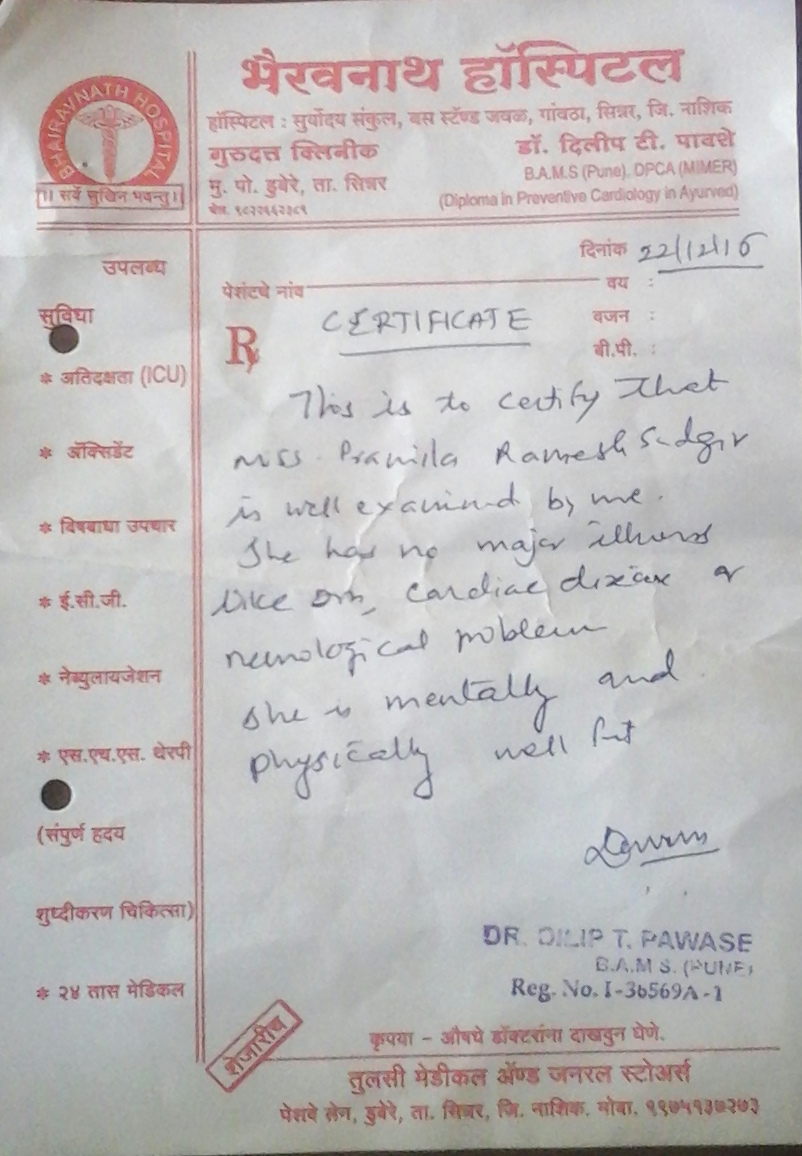 भैरवनाथ हॉस्पिटल
BHAIRAVNATH HOSPITAL
।। सर्वे सुखिन भवन्तु ।।
हॉस्पिटल : सुर्योदय संकुल, बस स्टॅण्ड जवळ, गांवठा, सिन्नर, जि. नाशिक
गुरुदत्त क्लिनीक
डॉ. दिलीप टी. पावशे
मु. पो. डुबेरे, ता. सिन्नर
B.A.M.S (Pune). DPCA (MIMER)
(Diploma in Preventive Cardiology in Ayurved)
दिनांक 22/12/16
पेशंटचे नांव
वय :
वजन :
बी.पी. :
उपलब्ध
सुविधा
* अतिदक्षता (ICU)
* ॲक्सिडेंट
* विषबाधा उपचार
* ई.सी.जी.
* नेब्युलायजेशन
* एस.एच.एस. थेरपी
(संपुर्ण हृदय
शुध्दीकरण चिकित्सा)
* २४ तास मेडिकल
Rx
CERTIFICATE
This is to certify that
Miss. Pramila Ramesh Sadgir
is well examined by me.
She has no major illness
like DM, cardiac disease or
neurological problem
She is mentally and
physically well fit
DR. DILIP T. PAWASE
B.A.M S. (PUNE)
Reg. No. I-36569A-1
शेजारीच
कृपया - औषधे डॉक्टरांना दाखवुन घेणे.
तुलसी मेडीकल ॲण्ड जनरल स्टोअर्स
पेशवे लेन, डुबेरे, ता. सिन्नर, जि. नाशिक. मोबा. ९९७५१३७२७३